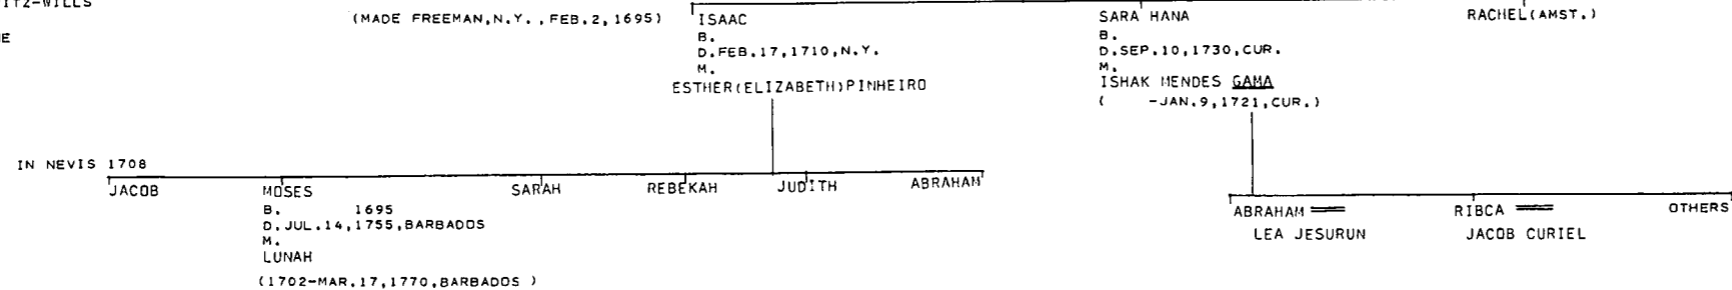 ITZ-WILLS
E
(MADE FREEMAN,N.Y.,FEB.2,1695)
ISAAC
B.
D.FEB.17,1710,N.Y.
M.
ESTHER(ELIZABETH)PINHEIRO
SARA HANA
B.
D.SEP.10,1730,CUR.
M.
ISHAK MENDES GAMA
( -JAN.9,1721,CUR.)
RACHEL(AMST.)
IN NEVIS 1708
JACOB
MOSES
B. 1695
D.JUL.14,1755,BARBADOS
M.
LUNAH
(1702-MAR.17,1770,BARBADOS )
SARAH
REBEKAH
JUDITH
ABRAHAM
ABRAHAM
LEA JESURUN
RIBCA
JACOB CURIEL
OTHERS